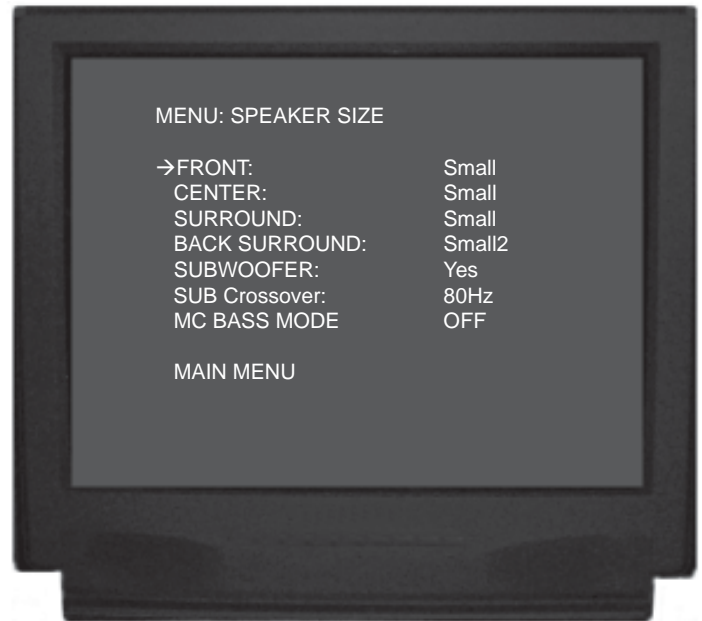 MENU: SPEAKER SIZE
→FRONT: Small
CENTER: Small
SURROUND: Small
BACK SURROUND: Small2
SUBWOOFER: Yes
SUB Crossover: 80Hz
MC BASS MODE OFF
MAIN MENU